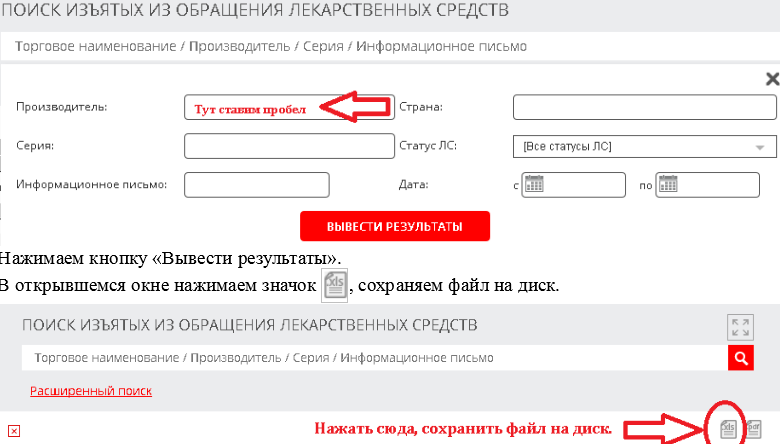 ПОИСК ИЗЪЯТЫХ ИЗ ОБРАЩЕНИЯ ЛЕКАРСТВЕННЫХ СРЕДСТВ
Торговое наименование / Производитель / Серия / Информационное письмо
Производитель: Тут ставим пробел Страна:
Серия: Статус ЛС: [Все статусы ЛС]
Информационное письмо: Дата: с по
ВЫВЕСТИ РЕЗУЛЬТАТЫ
Нажимаем кнопку «Вывести результаты».
В открывшемся окне нажимаем значок xls, сохраняем файл на диск.
ПОИСК ИЗЪЯТЫХ ИЗ ОБРАЩЕНИЯ ЛЕКАРСТВЕННЫХ СРЕДСТВ
Торговое наименование / Производитель / Серия / Информационное письмо
Расширенный поиск
Нажать сюда, сохранить файл на диск. xls pdf